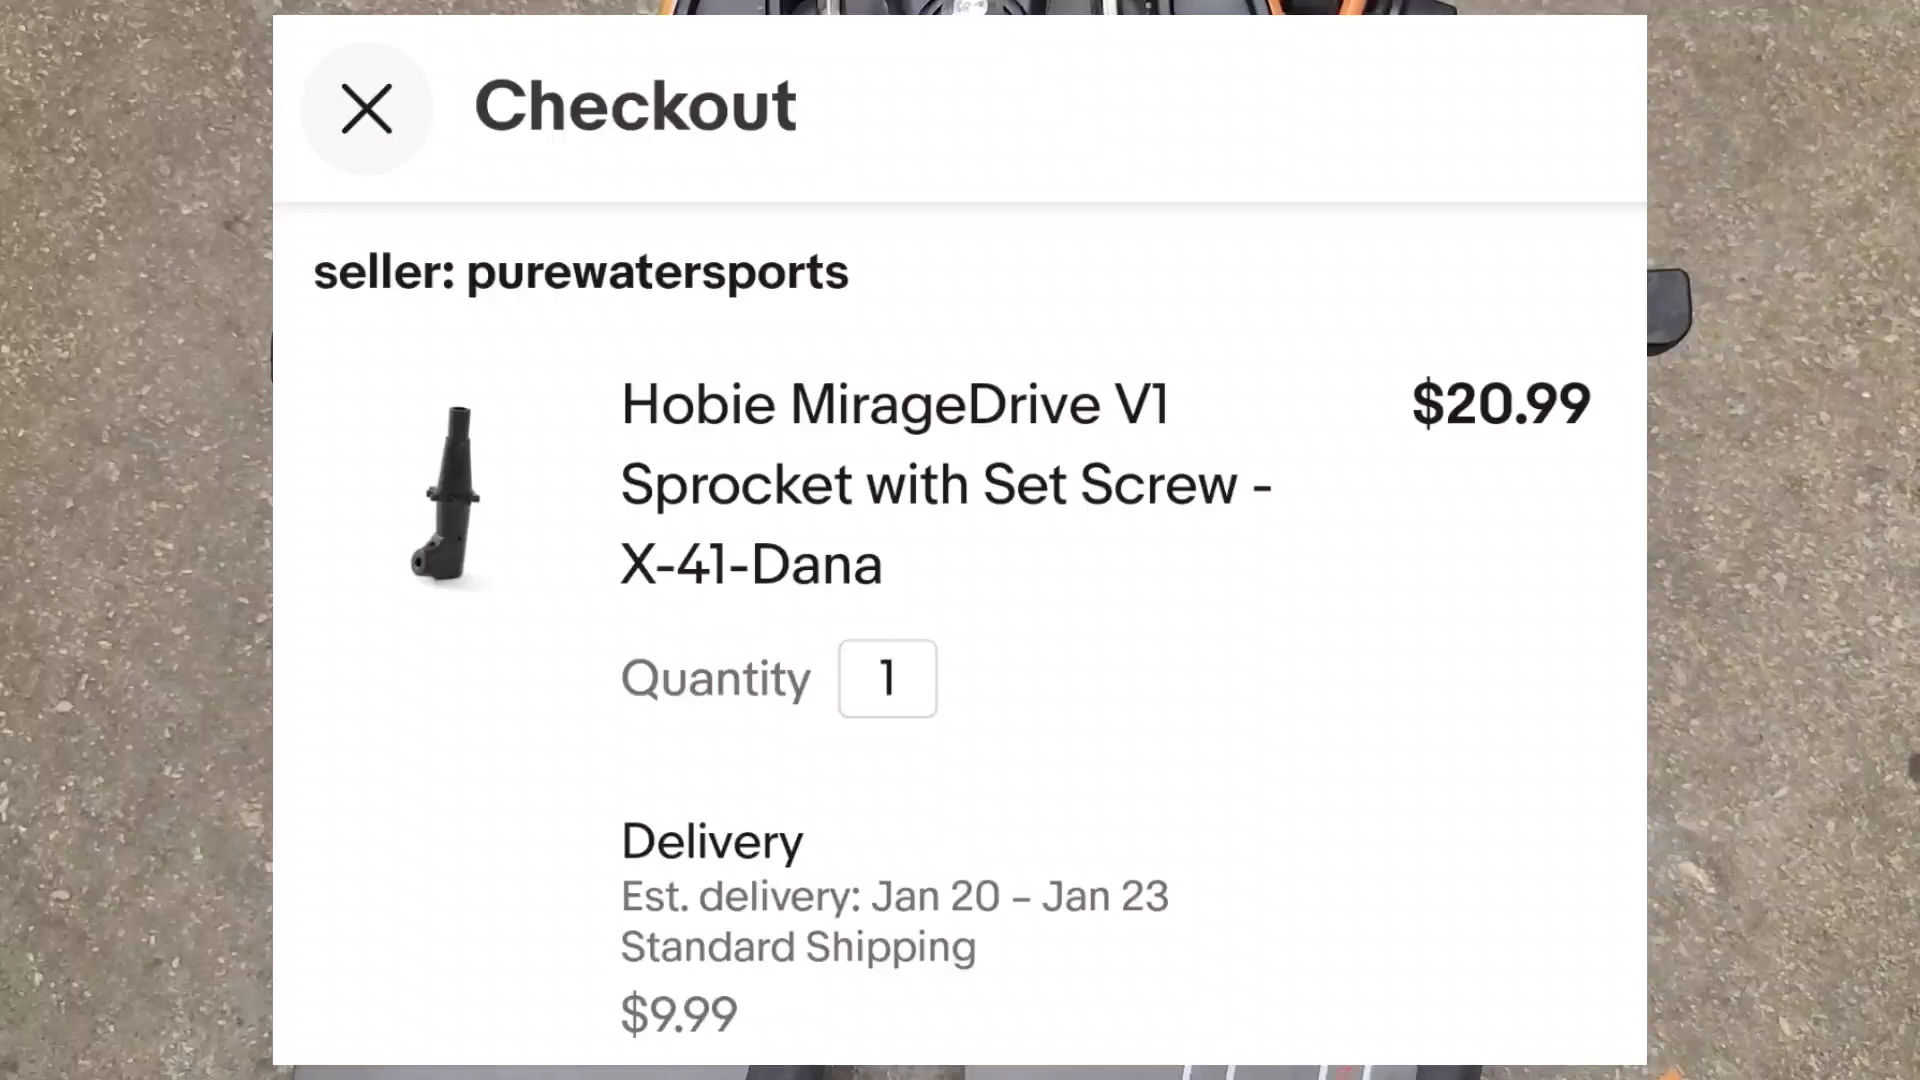 Checkout
seller: purewatersports
Hobie MirageDrive V1 $20.99
Sprocket with Set Screw -
X-41-Dana
Quantity 1
Delivery
Est. delivery: Jan 20 – Jan 23
Standard Shipping
$9.99